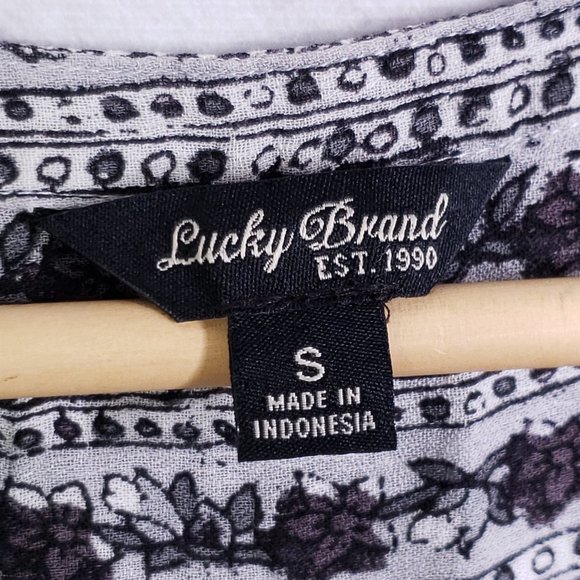 Lucky Brand
EST. 1990
S
MADE IN
INDONESIA